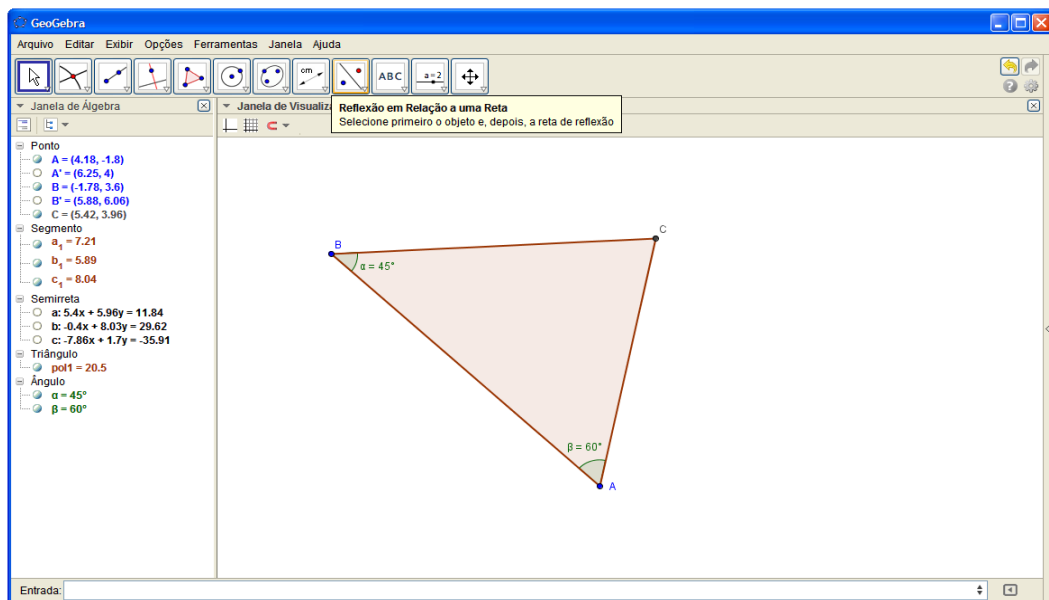 GeoGebra
Arquivo Editar Exibir Opções Ferramentas Janela Ajuda
cm
ABC
a=2
Janela de Álgebra
Janela de Visualiz
Reflexão em Relação a uma Reta
Selecione primeiro o objeto e, depois, a reta de reflexão
Ponto
A = (4.18, -1.8)
A' = (6.25, 4)
B = (-1.78, 3.6)
B' = (5.88, 6.06)
C = (5.42, 3.96)
Segmento
a₁ = 7.21
b₁ = 5.89
c₁ = 8.04
Semirreta
a: 5.4x + 5.96y = 11.84
b: -0.4x + 8.03y = 29.62
c: -7.86x + 1.7y = -35.91
Triângulo
pol1 = 20.5
Ângulo
α = 45°
β = 60°
B
C
α = 45°
β = 60°
A
Entrada: